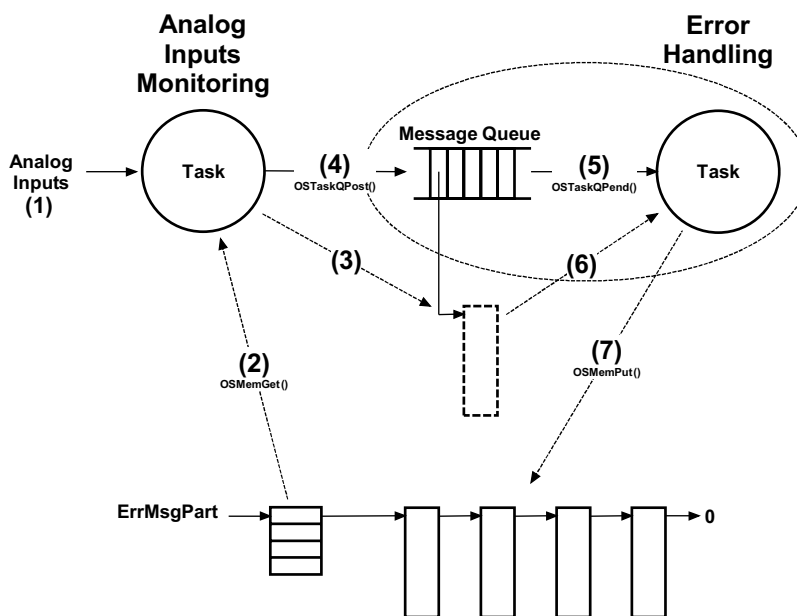 Analog
Inputs
Monitoring
Error
Handling
Message Queue
Analog
Inputs
(1)
Task
(4)
OSTaskQPost()
(5)
OSTaskQPend()
Task
(3)
(6)
(2)
OSMemGet()
(7)
OSMemPut()
ErrMsgPart
0